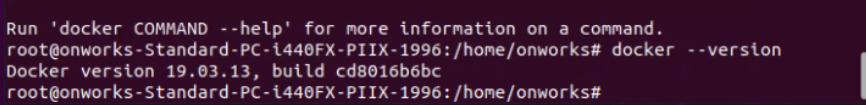 Run 'docker COMMAND --help' for more information on a command.
root@onworks-Standard-PC-i440FX-PIIX-1996:/home/onworks# docker --version
Docker version 19.03.13, build cd8016b6bc
root@onworks-Standard-PC-i440FX-PIIX-1996:/home/onworks#